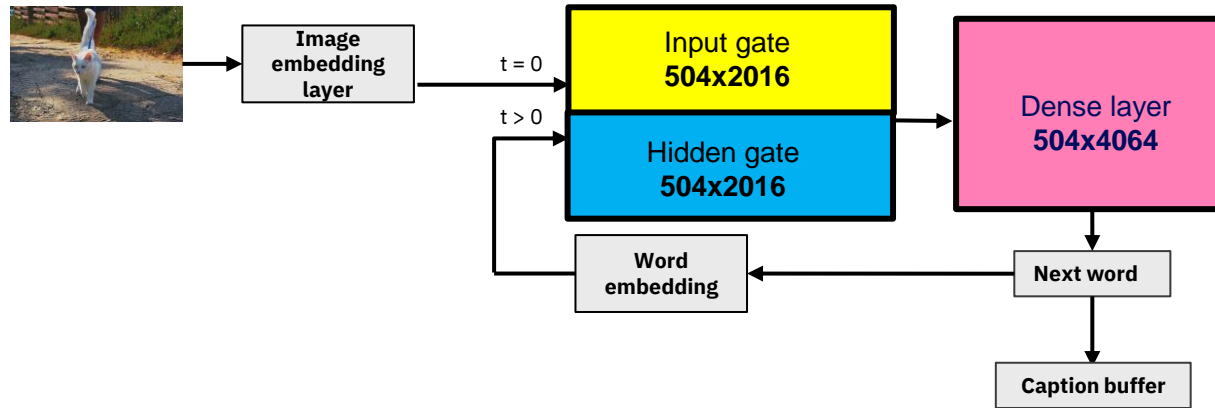 Image
embedding
layer
t = 0
t > 0
Input gate
504x2016
Hidden gate
504x2016
Dense layer
504x4064
Word
embedding
Next word
Caption buffer